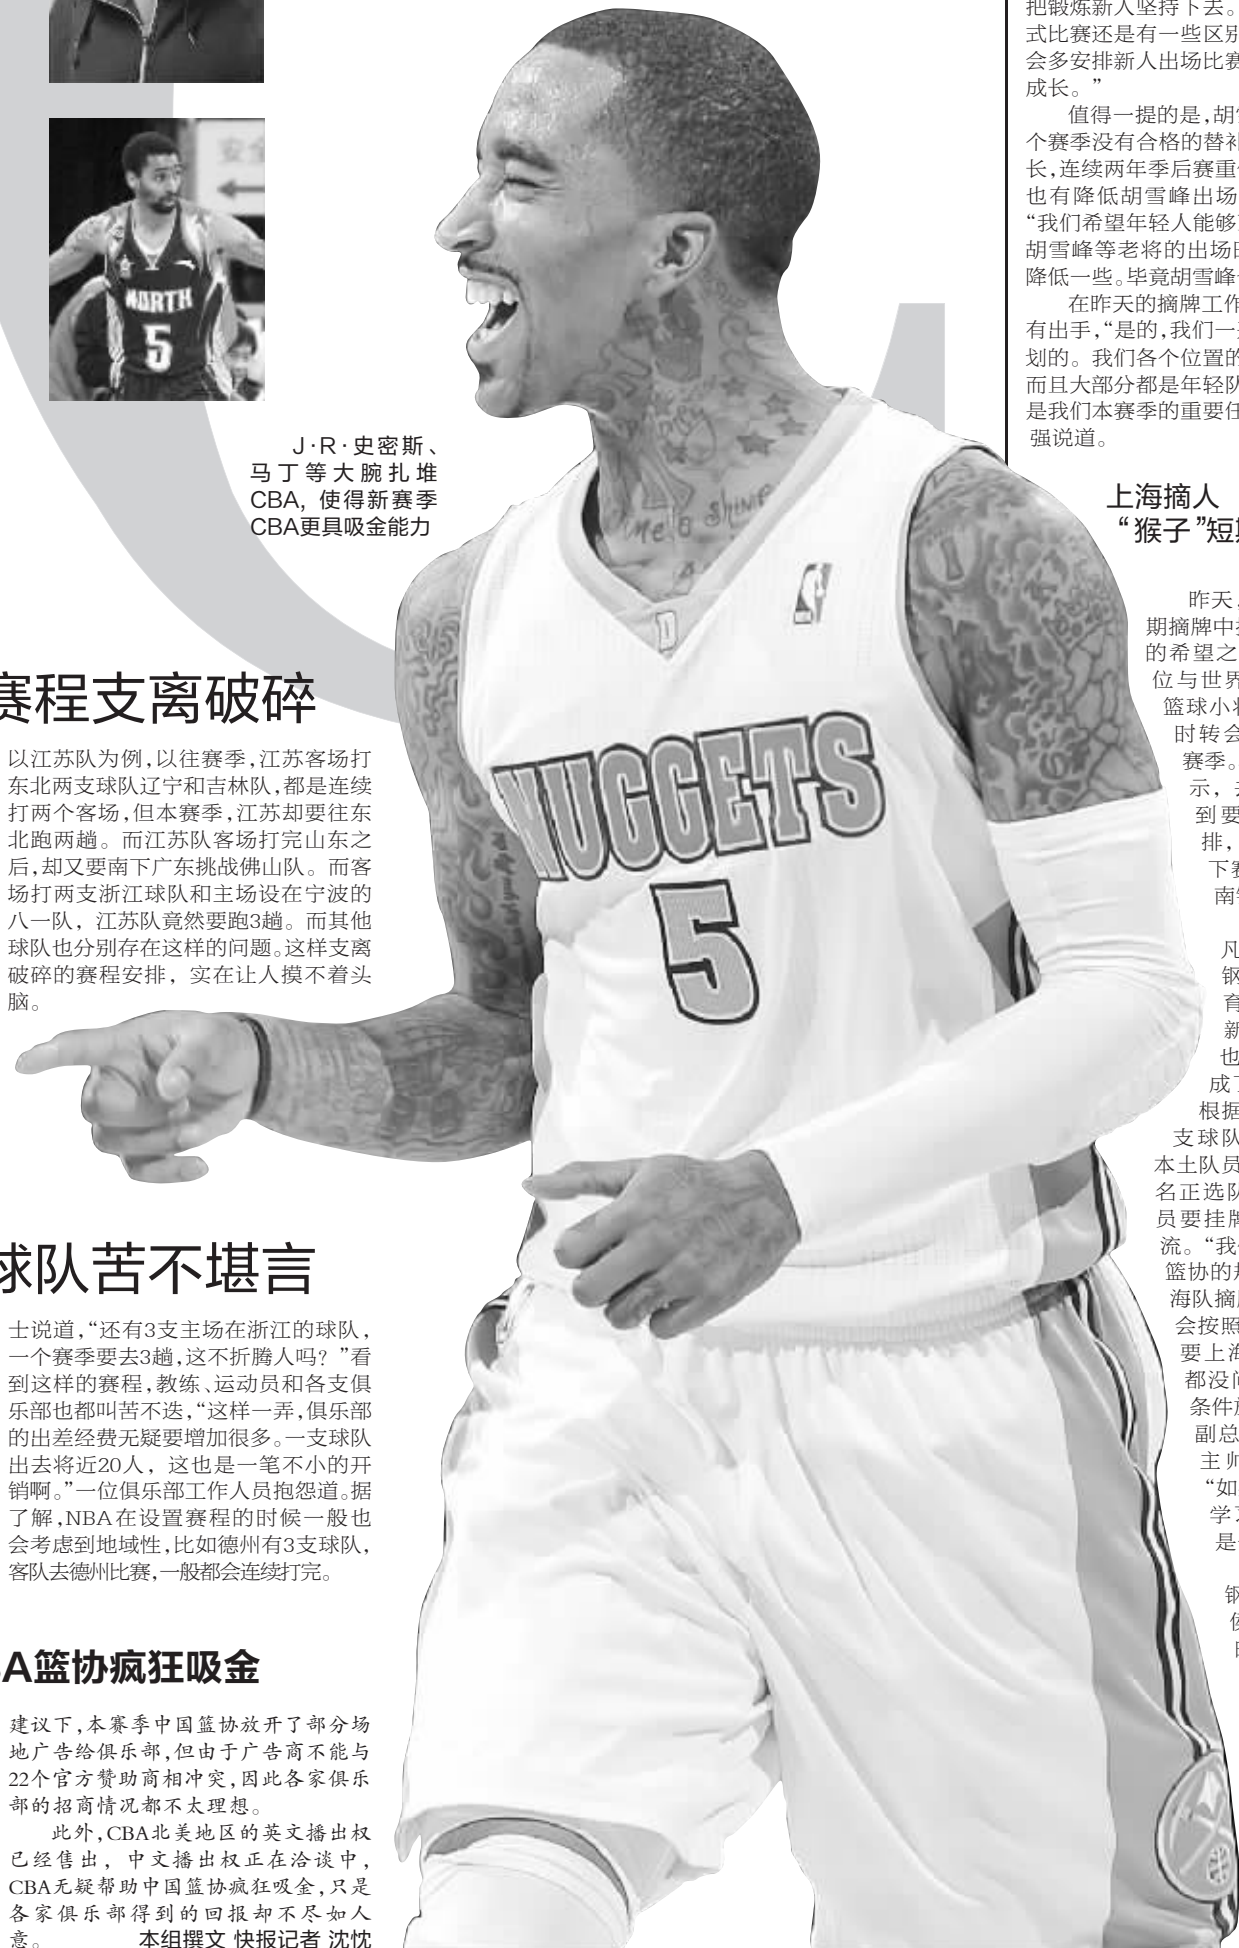 安全
NORTH
5
J·R·史密斯、
马丁等大腕扎堆
CBA，使得新赛季
CBA更具吸金能力
Me & Shine
NUGGETS
5
赛程支离破碎
以江苏队为例，以往赛季，江苏客场打
东北两支球队辽宁和吉林队，都是连续
打两个客场，但本赛季，江苏却要往东
北跑两趟。而江苏队客场打完山东之
后，却又要南下广东挑战佛山队。而客
场打两支浙江球队和主场设在宁波的
八一队，江苏队竟然要跑3趟。而其他
球队也分别存在这样的问题。这样支离
破碎的赛程安排，实在让人摸不着头
脑。
球队苦不堪言
士说道，“还有3支主场在浙江的球队，
一个赛季要去3趟，这不折腾人吗？”看
到这样的赛程，教练、运动员和各支俱
乐部也都叫苦不迭，“这样一弄，俱乐部
的出差经费无疑要增加很多。一支球队
出去将近20人，这也是一笔不小的开
销啊。”一位俱乐部工作人员抱怨道。据
了解，NBA在设置赛程的时候一般也
会考虑到地域性，比如德州有3支球队，
客队去德州比赛，一般都会连续打完。
A篮协疯狂吸金
建议下，本赛季中国篮协放开了部分场
地广告给俱乐部，但由于广告商不能与
22个官方赞助商相冲突，因此各家俱乐
部的招商情况都不太理想。
此外，CBA北美地区的英文播出权
已经售出，中文播出权正在洽谈中，
CBA无疑帮助中国篮协疯狂吸金，只是
各家俱乐部得到的回报却不尽如人
意。 本组撰文 快报记者 沈忱
把锻炼新人坚持下去。
式比赛还是有一些区别
会多安排新人出场比赛
成长。”
值得一提的是，胡雪
个赛季没有合格的替补
长，连续两年季后赛重
也有降低胡雪峰出场
“我们希望年轻人能够
胡雪峰等老将的出场时
降低一些。毕竟胡雪峰
在昨天的摘牌工作
有出手，“是的，我们一
划的。我们各个位置的
而且大部分都是年轻队
是我们本赛季的重要任
强说道。
上海摘人
“猴子”短
昨天，
期摘牌中
的希望之
位与世界
篮球小将
时转会
赛季。
示，
到要
排，
下赛
南
凡
钢
育
新
也
成
根据
支球队
本土队员
名正选队
员要挂牌
流。“我
篮协的规
海队摘
会按照
要上海
都没问
条件
副总
主帅
“如
学习
是
钢